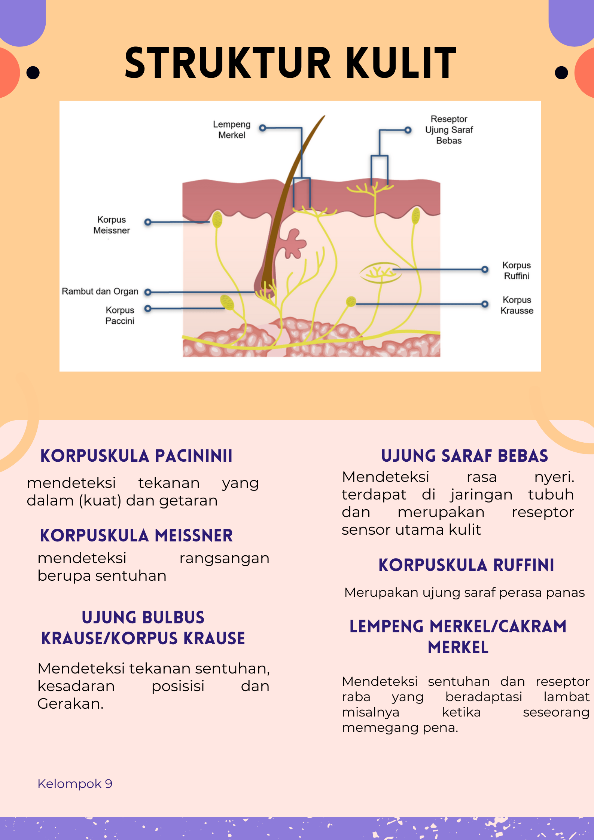 STRUKTUR KULIT
Lempeng
Merkel
Reseptor
Ujung Saraf
Bebas
Korpus
Meissner
Korpus
Ruffini
Rambut dan Organ
Korpus
Paccini
Korpus
Krausse
KORPUSKULA PACININII
mendeteksi tekanan yang
dalam (kuat) dan getaran
KORPUSKULA MEISSNER
mendeteksi rangsangan
berupa sentuhan
UJUNG BULBUS
KRAUSE/KORPUS KRAUSE
Mendeteksi tekanan sentuhan,
kesadaran posisisi dan
Gerakan.
UJUNG SARAF BEBAS
Mendeteksi rasa nyeri.
terdapat di jaringan tubuh
dan merupakan reseptor
sensor utama kulit
KORPUSKULA RUFFINI
Merupakan ujung saraf perasa panas
LEMPENG MERKEL/CAKRAM
MERKEL
Mendeteksi sentuhan dan reseptor
raba yang beradaptasi lambat
misalnya ketika seseorang
memegang pena.
Kelompok 9